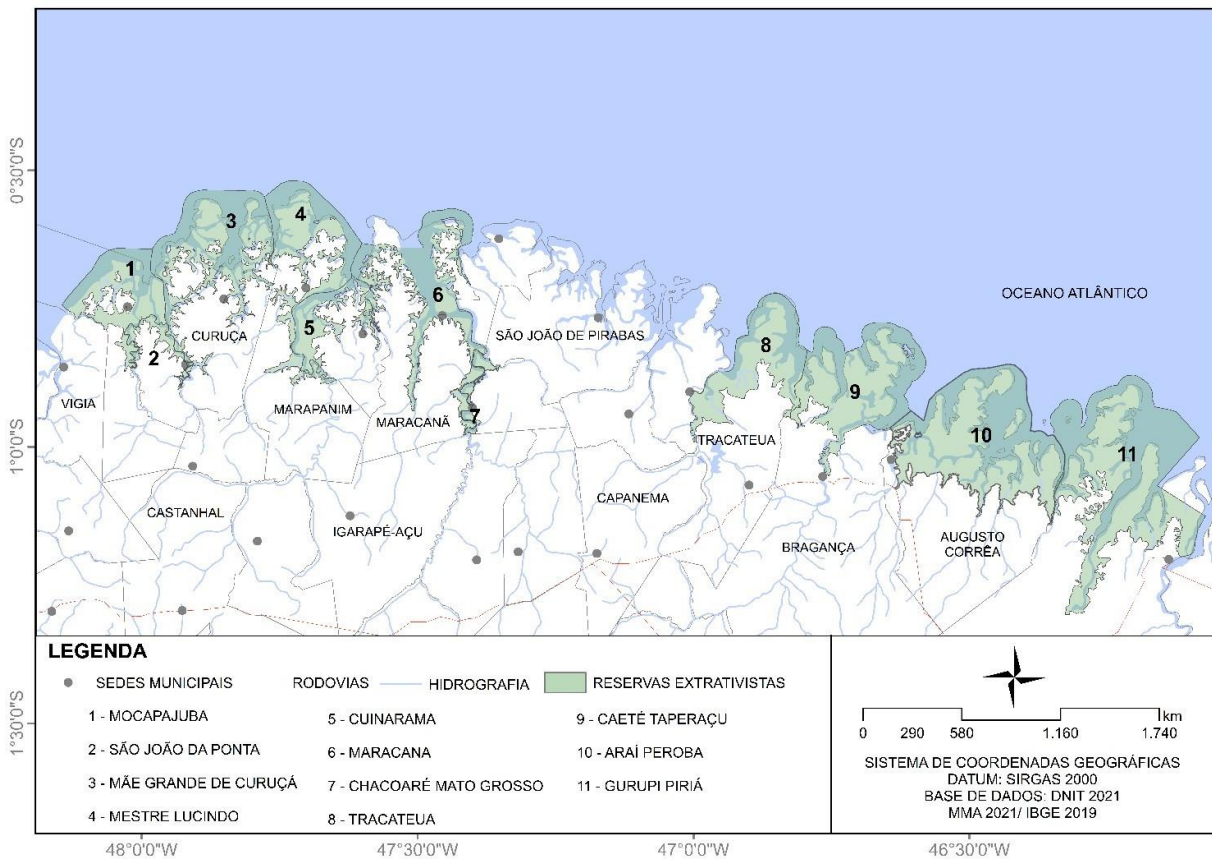 0°30'0"S
1°0'0"S
1°30'0"S
1
2
3
4
5
6
7
8
9
10
11
OCEANO ATLÂNTICO
CURUÇA
SÃO JOÃO DE PIRABAS
VIGIA
MARAPANIM
MARACANÃ
TRACATEUA
CASTANHAL
IGARAPÉ-AÇU
CAPANEMA
BRAGANÇA
AUGUSTO
CORRÊA
LEGENDA
SEDES MUNICIPAIS
RODOVIAS
HIDROGRAFIA
RESERVAS EXTRATIVISTAS
1 - MOCAPAJUBA
2 - SÃO JOÃO DA PONTA
3 - MÃE GRANDE DE CURUÇÁ
4 - MESTRE LUCINDO
5 - CUINARAMA
6 - MARACANA
7 - CHACOARÉ MATO GROSSO
8 - TRACATEUA
9 - CAETÉ TAPERAÇU
10 - ARAÍ PEROBA
11 - GURUPI PIRIÁ
0 290 580 1.160 1.740 km
SISTEMA DE COORDENADAS GEOGRÁFICAS
DATUM: SIRGAS 2000
BASE DE DADOS: DNIT 2021
MMA 2021/ IBGE 2019
48°0'0"W 47°30'0"W 47°0'0"W 46°30'0"W